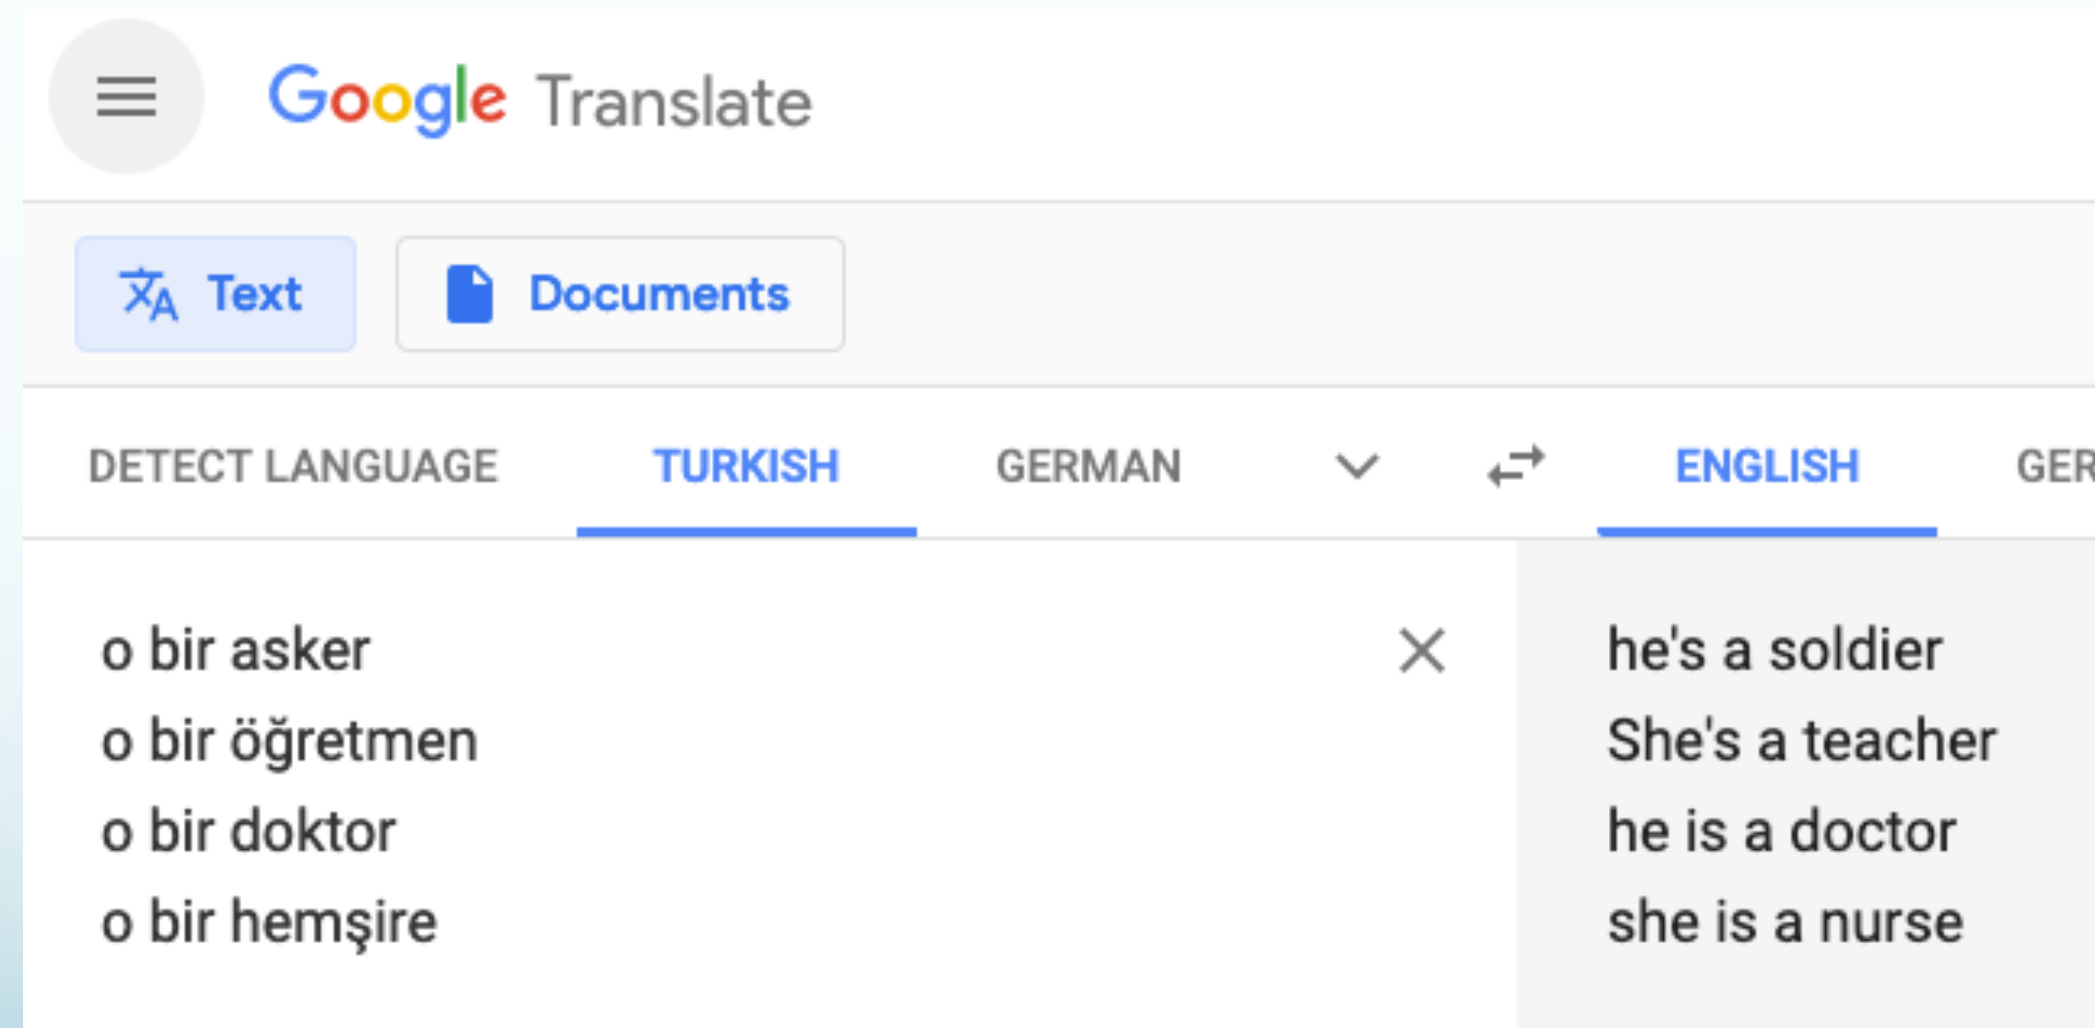 Google Translate
Text Documents
DETECT LANGUAGE TURKISH GERMAN ENGLISH GER
o bir asker
o bir öğretmen
o bir doktor
o bir hemşire
he's a soldier
She's a teacher
he is a doctor
she is a nurse